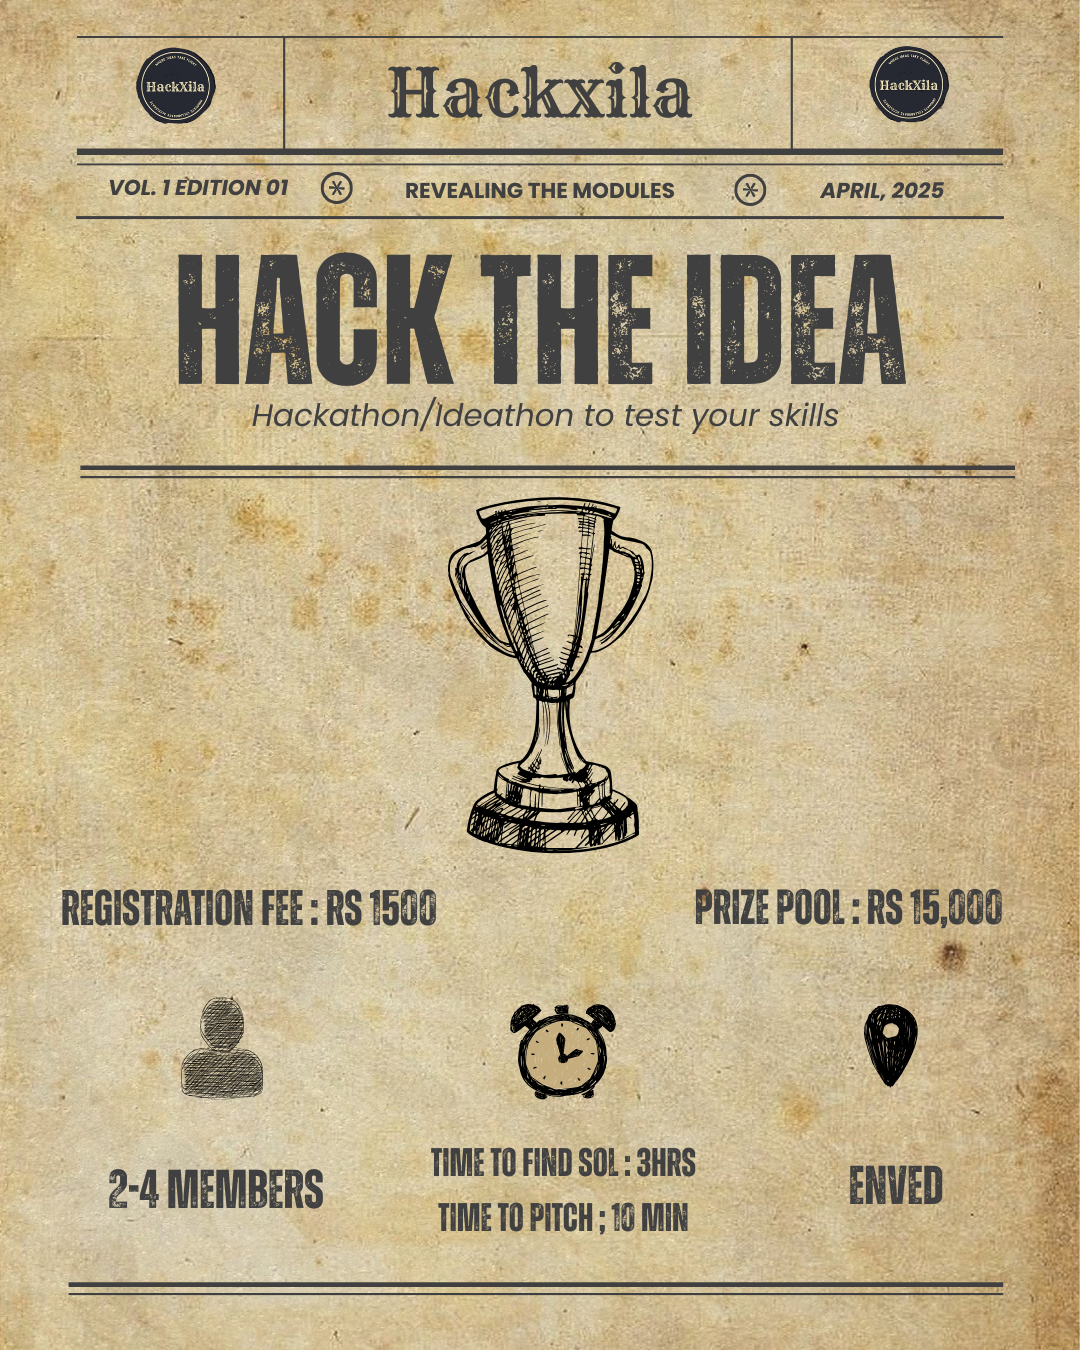 HackXila
Hackxila
HackXila
VOL. 1 EDITION 01
REVEALING THE MODULES
APRIL, 2025
HACK THE IDEA
Hackathon/Ideathon to test your skills
REGISTRATION FEE : RS 1500
PRIZE POOL : RS 15,000
2-4 MEMBERS
TIME TO FIND SOL : 3HRS
TIME TO PITCH ; 10 MIN
ENVED